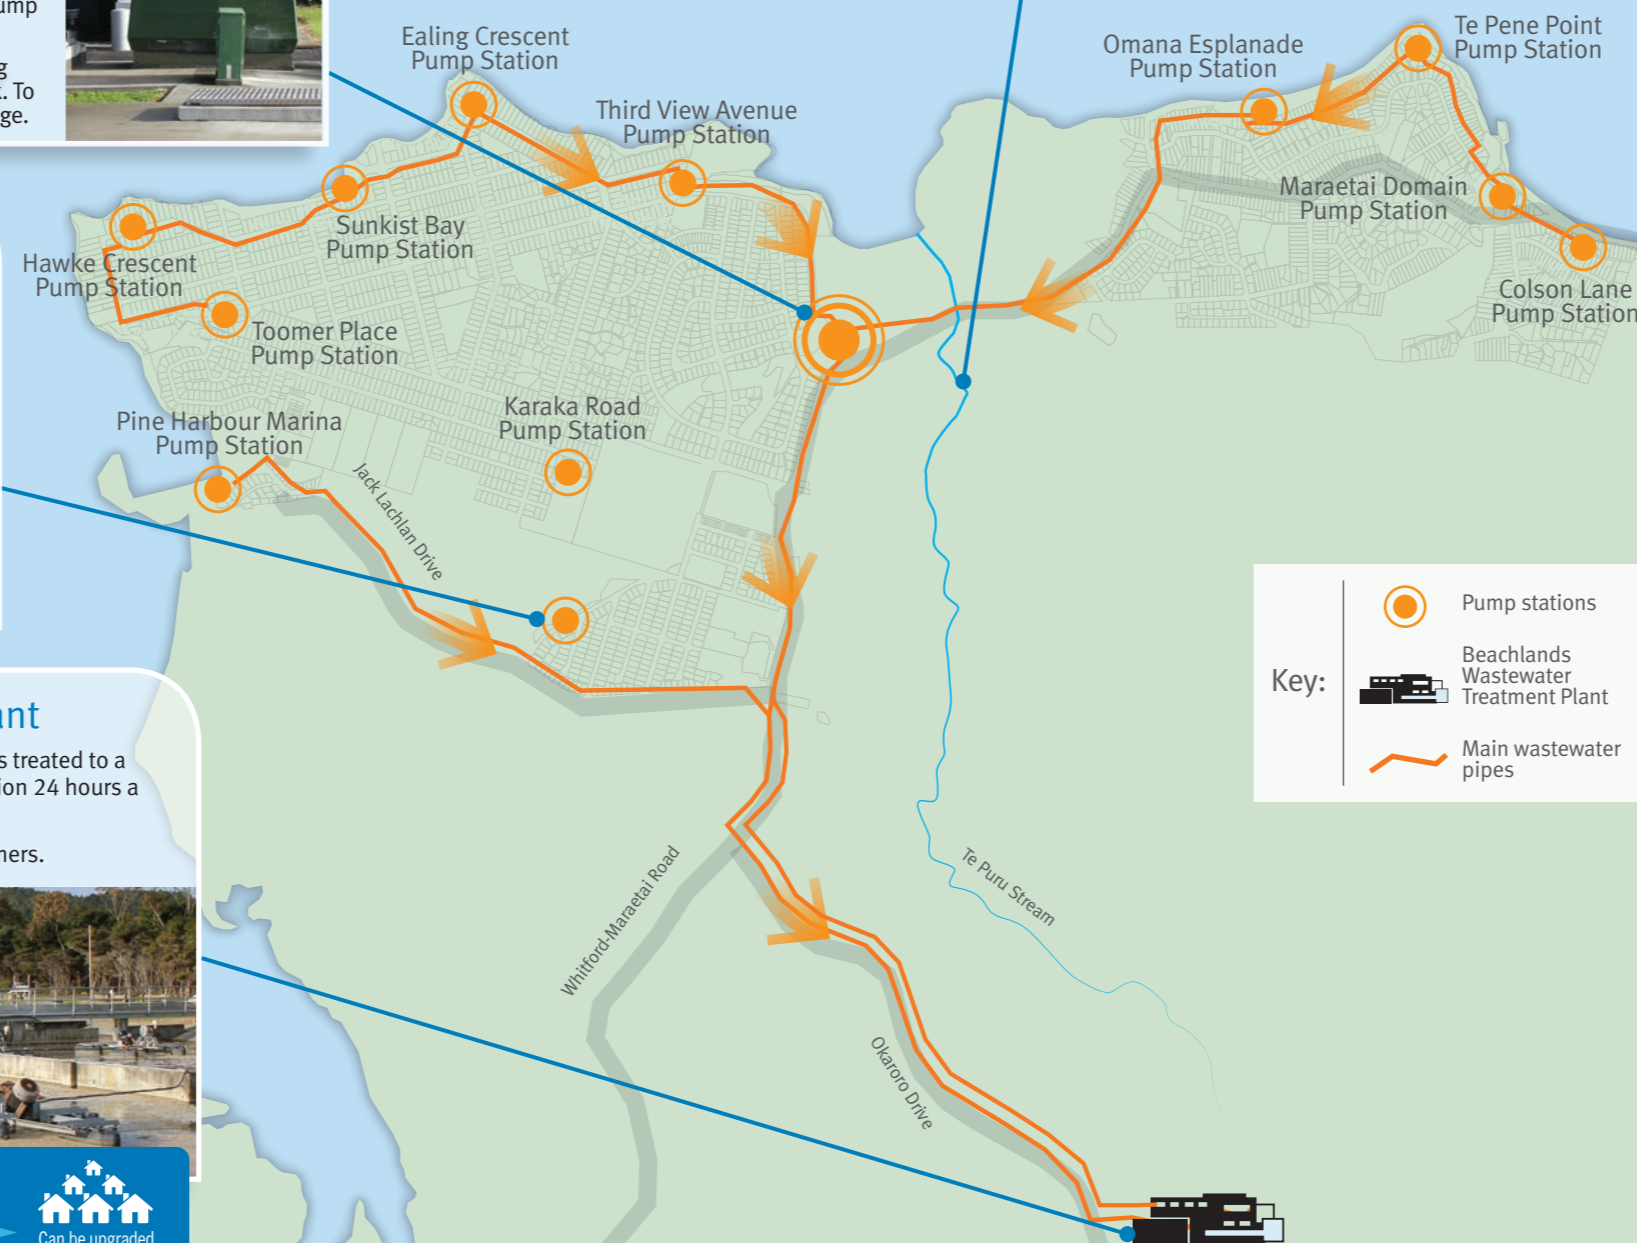 ump
g
k. To
ge.
Ealing Crescent
Pump Station
Third View Avenue
Pump Station
Omana Esplanade
Pump Station
Te Pene Point
Pump Station
Maraetai Domain
Pump Station
Colson Lane
Pump Station
Sunkist Bay
Pump Station
Hawke Crescent
Pump Station
Toomer Place
Pump Station
Pine Harbour Marina
Pump Station
Karaka Road
Pump Station
Jack Lachlan Drive
Key:
Pump stations
Beachlands
Wastewater
Treatment Plant
Main wastewater
pipes
ant
s treated to a
ion 24 hours a
ners.
Whitford-Maraetai Road
Te Puru Stream
Okaroro Drive
Can be upgraded